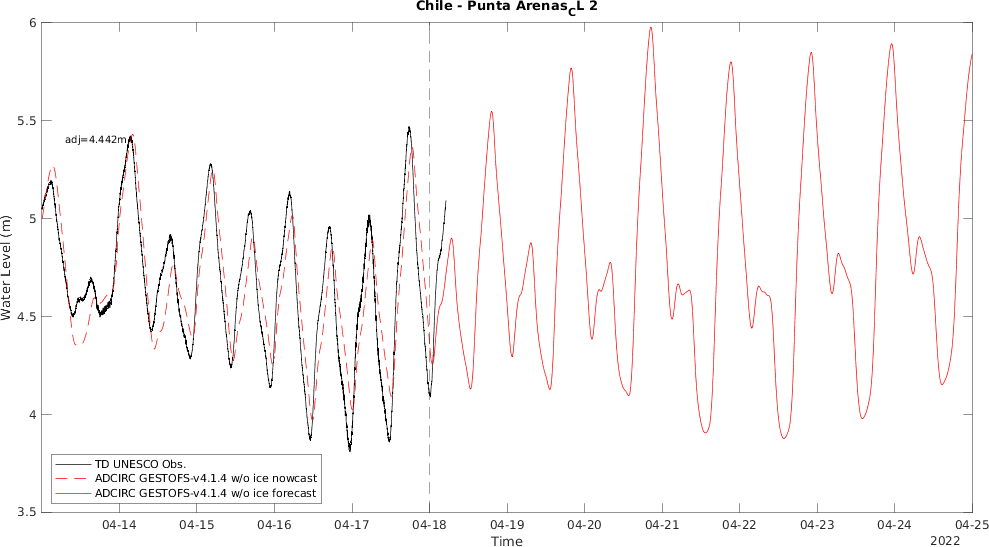 Chile - Punta Arenas_CL 2
6
5.5
5
4.5
4
3.5
Water Level (m)
adj=4.442m
TD UNESCO Obs.
ADCIRC GESTOFS-v4.1.4 w/o ice nowcast
ADCIRC GESTOFS-v4.1.4 w/o ice forecast
04-14 04-15 04-16 04-17 04-18 04-19 04-20 04-21 04-22 04-23 04-24 04-25
Time
2022